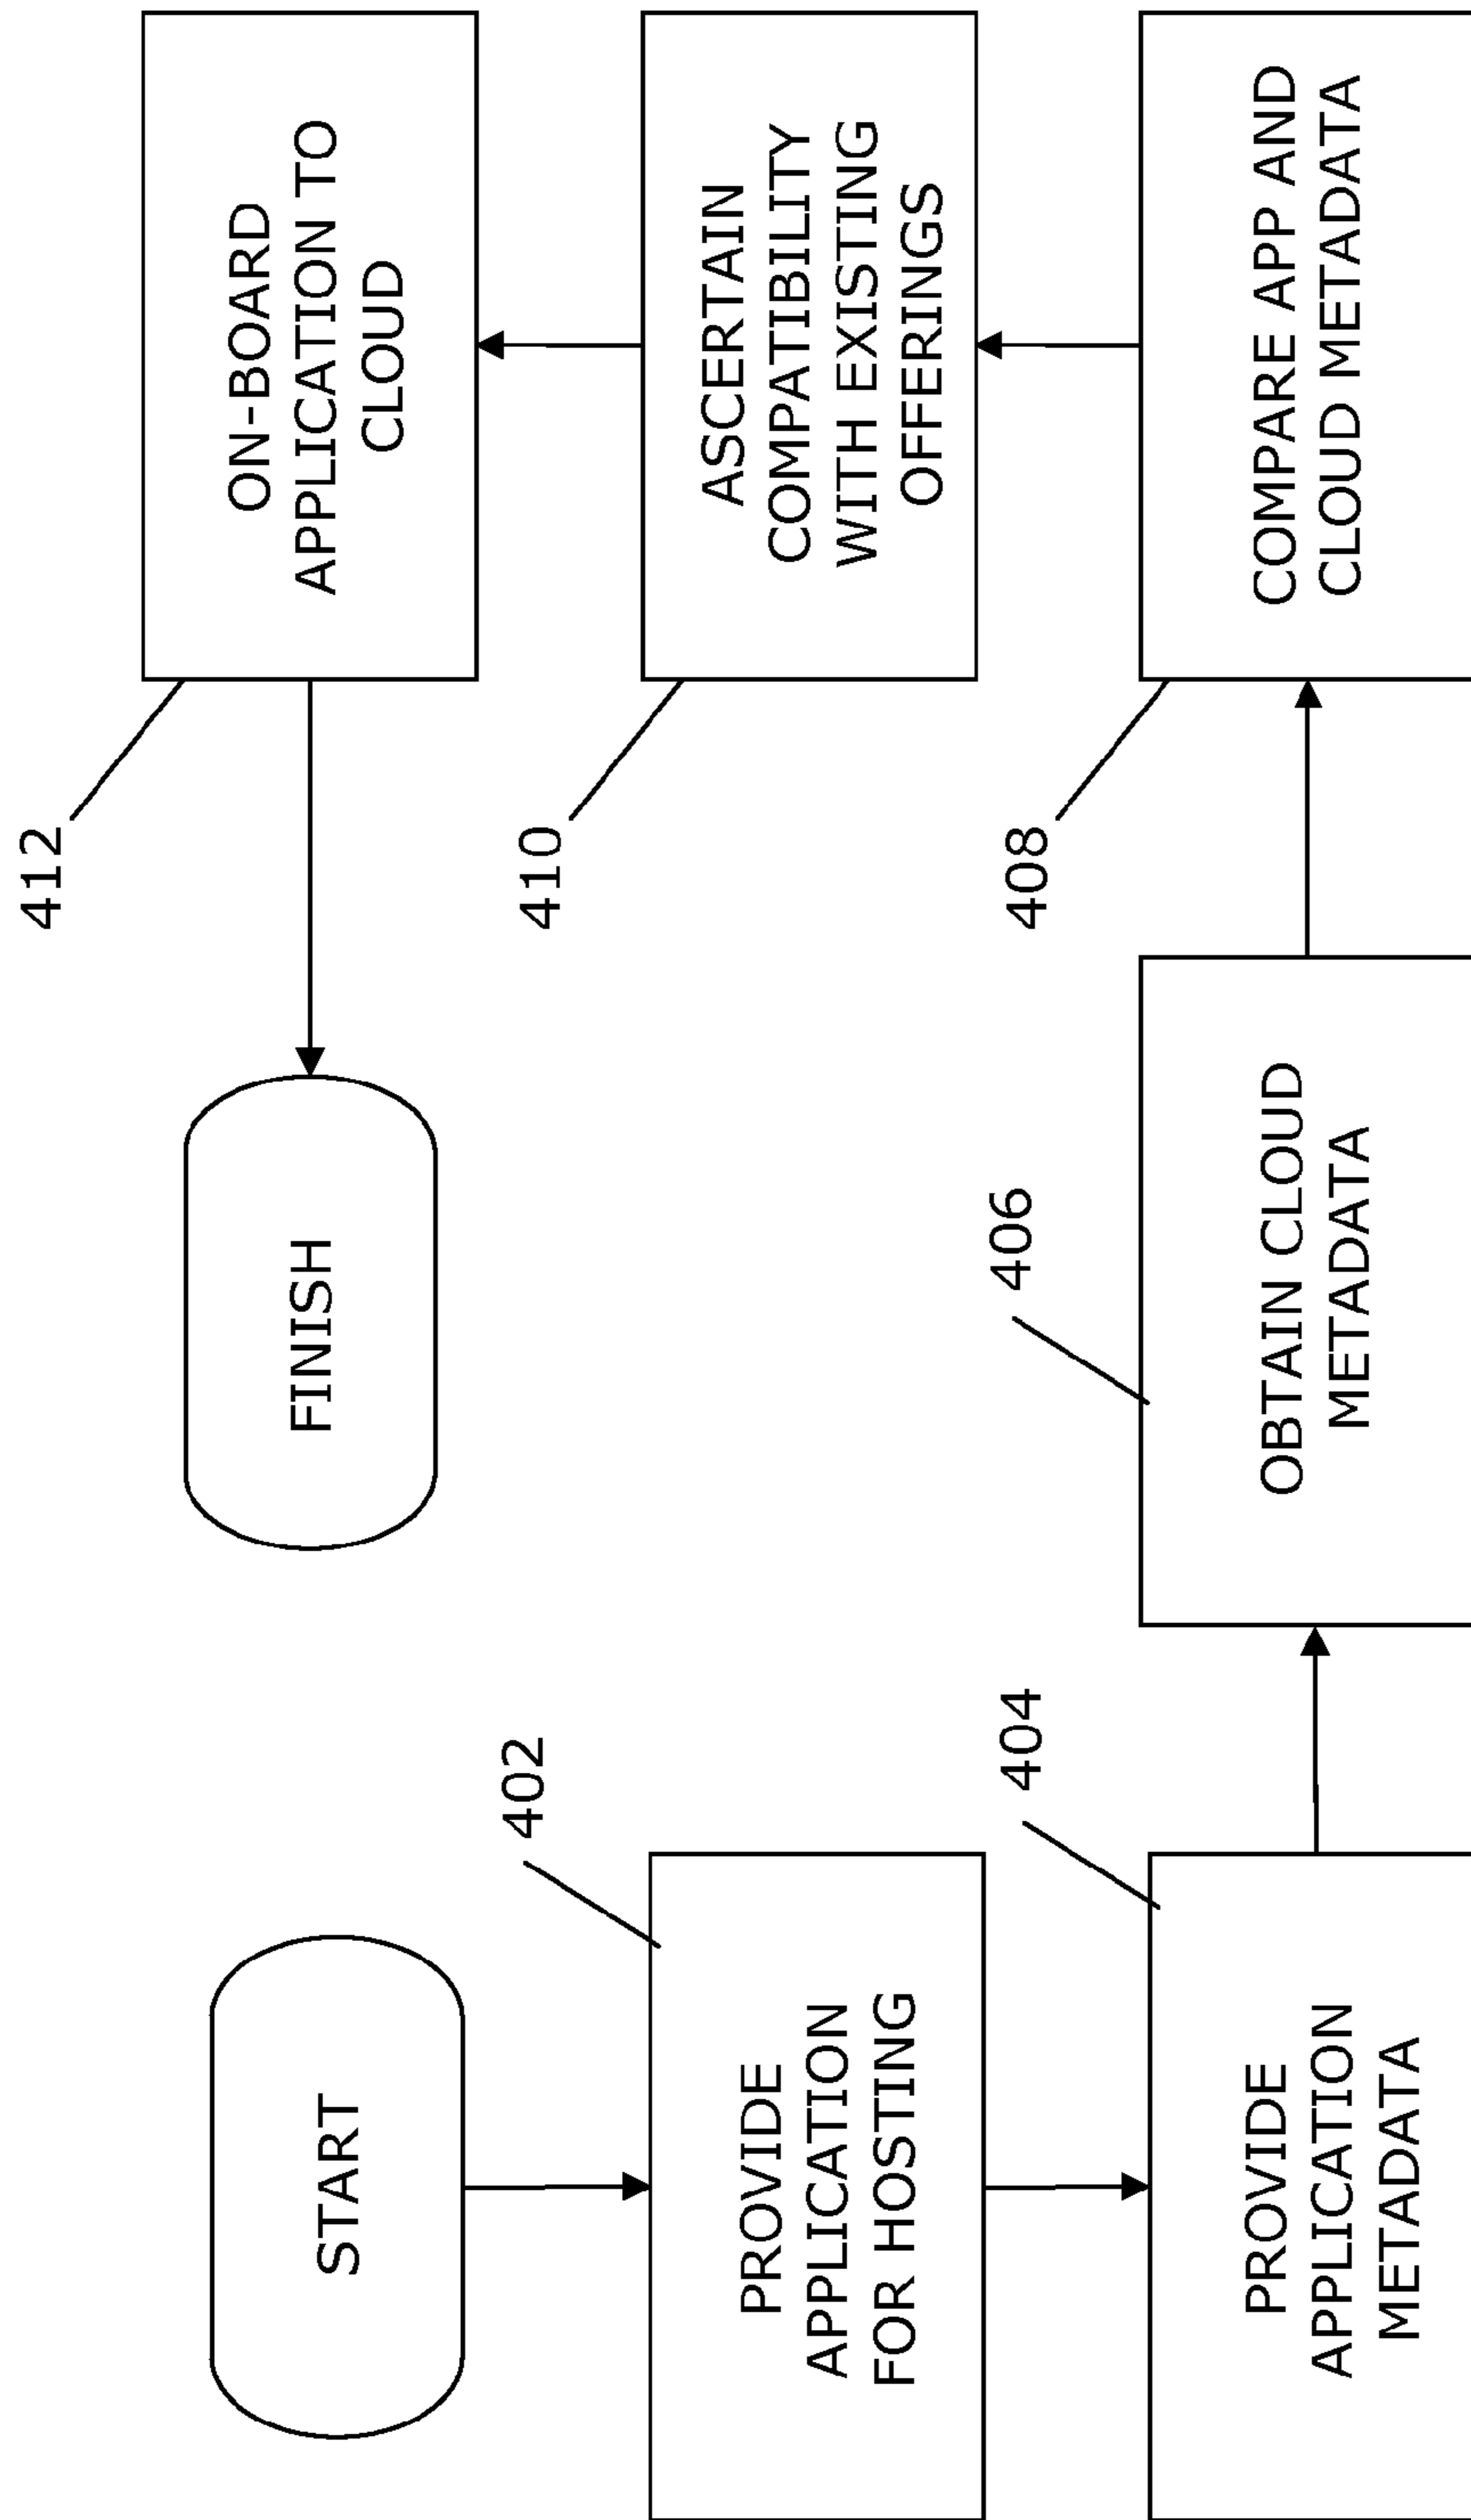 START
402
PROVIDE
APPLICATION
FOR HOSTING
404
PROVIDE
APPLICATION
METADATA
406
OBTAIN CLOUD
METADATA
408
COMPARE APP AND
CLOUD METADATA
410
ASCERTAIN
COMPATIBILITY
WITH EXISTING
OFFERINGS
412
ON-BOARD
APPLICATION TO
CLOUD
FINISH